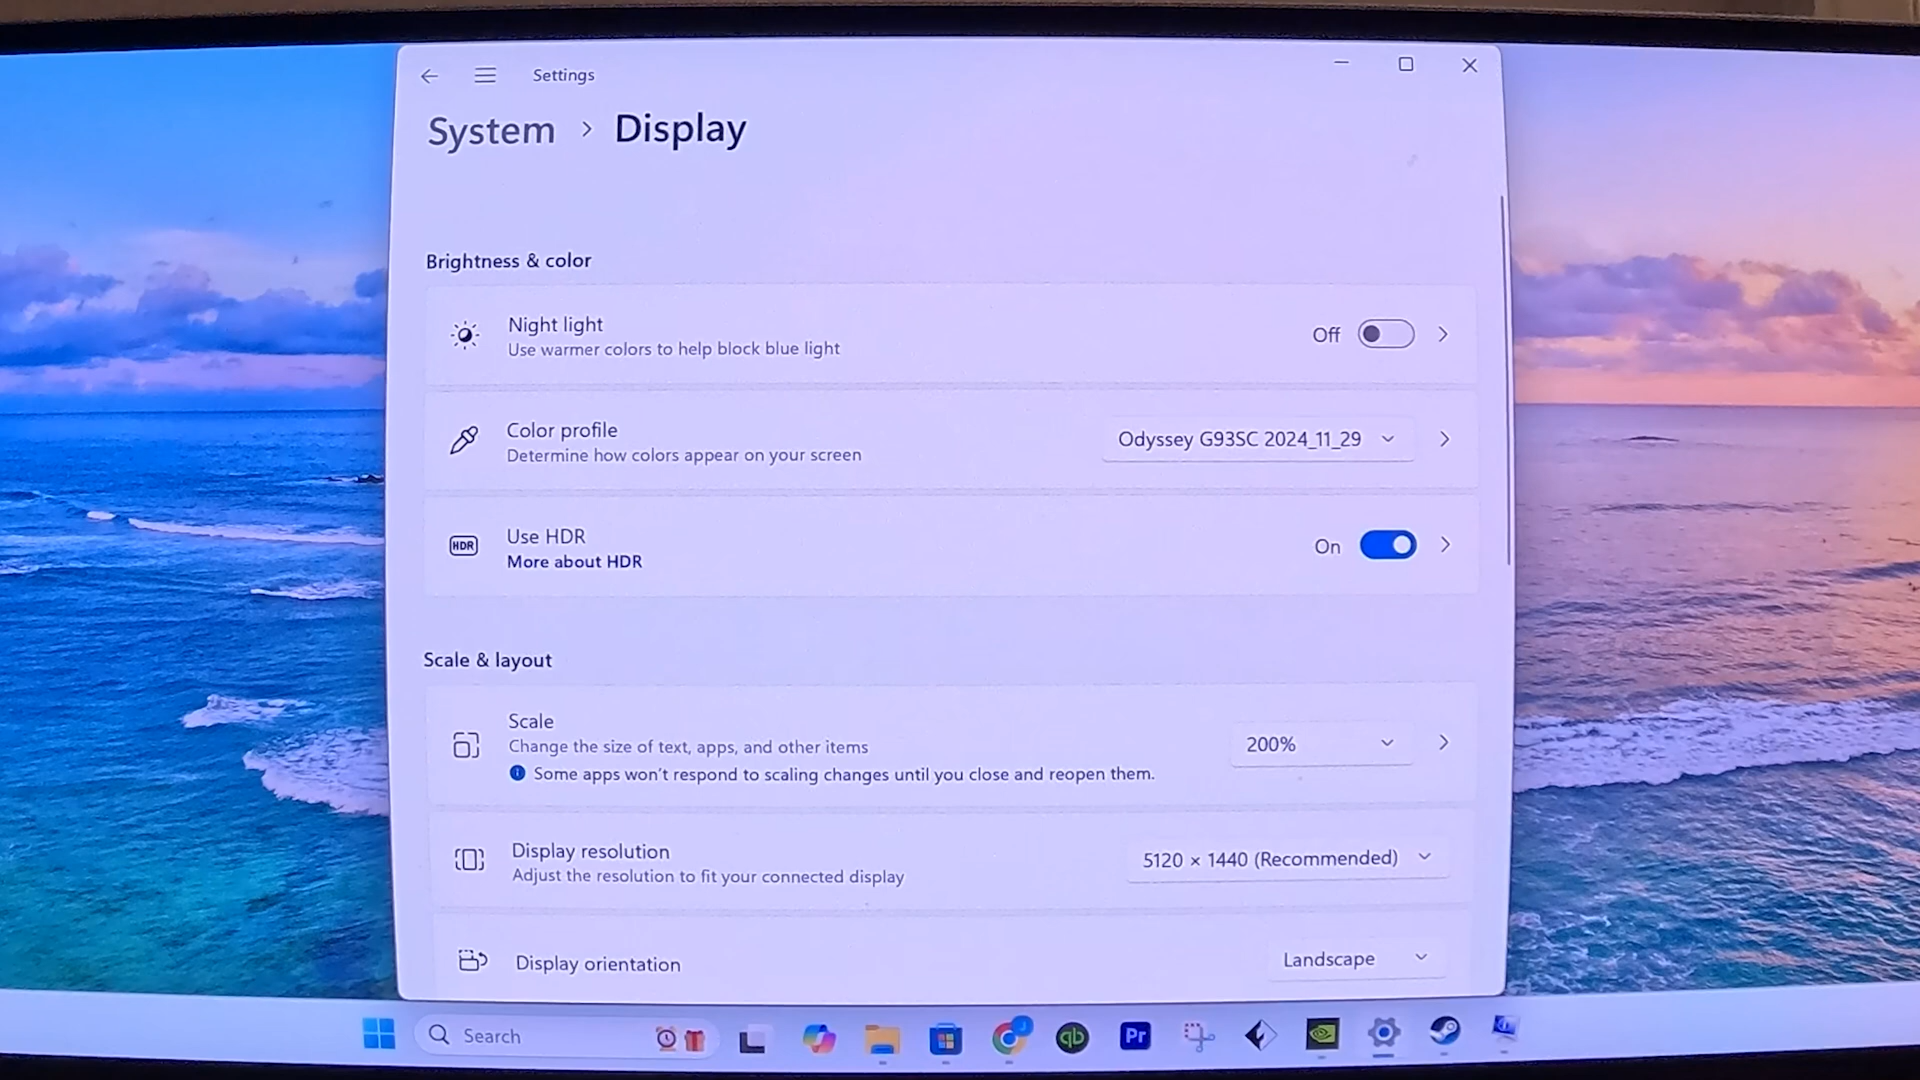 Settings
System > Display
Brightness & color
Night light
Use warmer colors to help block blue light
Off
Color profile
Determine how colors appear on your screen
Odyssey G93SC 2024_11_29
HDR
Use HDR
More about HDR
On
Scale & layout
Scale
Change the size of text, apps, and other items
Some apps won't respond to scaling changes until you close and reopen them.
200%
Display resolution
Adjust the resolution to fit your connected display
5120 × 1440 (Recommended)
Display orientation
Landscape
Search
J
qb
Pr